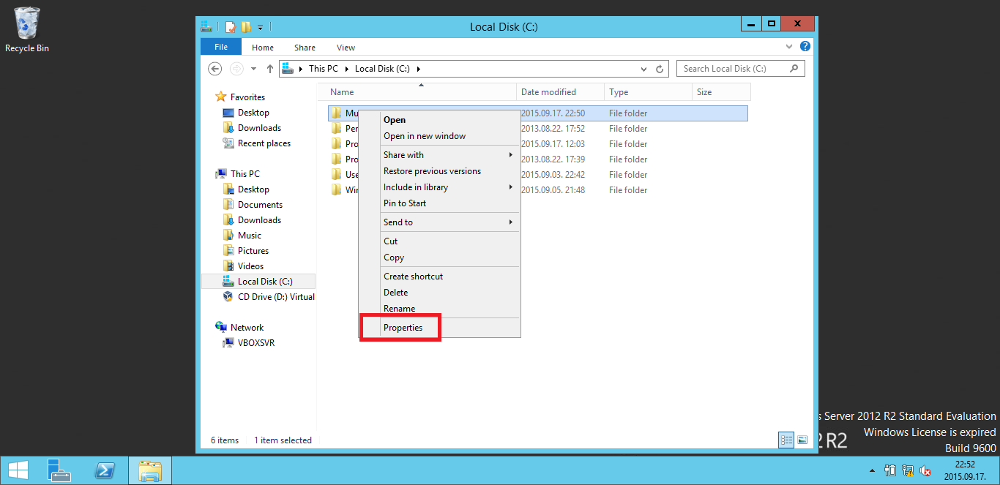 Recycle Bin
Local Disk (C:)
File Home Share View
This PC Local Disk (C:)
Search Local Disk (C:)
Favorites
Desktop
Downloads
Recent places
This PC
Desktop
Documents
Downloads
Music
Pictures
Videos
Local Disk (C:)
CD Drive (D:) Virtual
Network
VBOXSVR
Name Date modified Type Size
Mu 2015.09.17. 22:50 File folder
Per 2013.08.22. 17:52 File folder
Pro 2015.09.17. 12:03 File folder
Pro 2013.08.22. 17:39 File folder
Use 2015.09.03. 22:42 File folder
Win 2015.09.05. 21:48 File folder
Open
Open in new window
Share with
Restore previous versions
Include in library
Pin to Start
Send to
Cut
Copy
Create shortcut
Delete
Rename
Properties
6 items 1 item selected
s Server 2012 R2 Standard Evaluation
Windows License is expired
Build 9600
2 R2
22:52
2015.09.17.